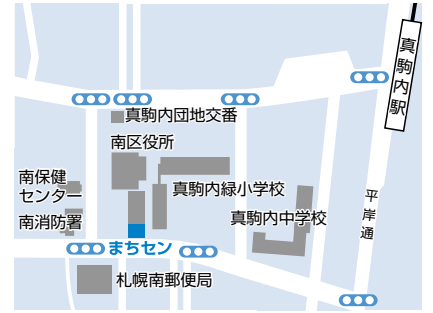 真駒内駅
真駒内団地交番
南区役所
南保健
センター
真駒内緑小学校
南消防署
真駒内中学校
平岸通
まちセン
札幌南郵便局